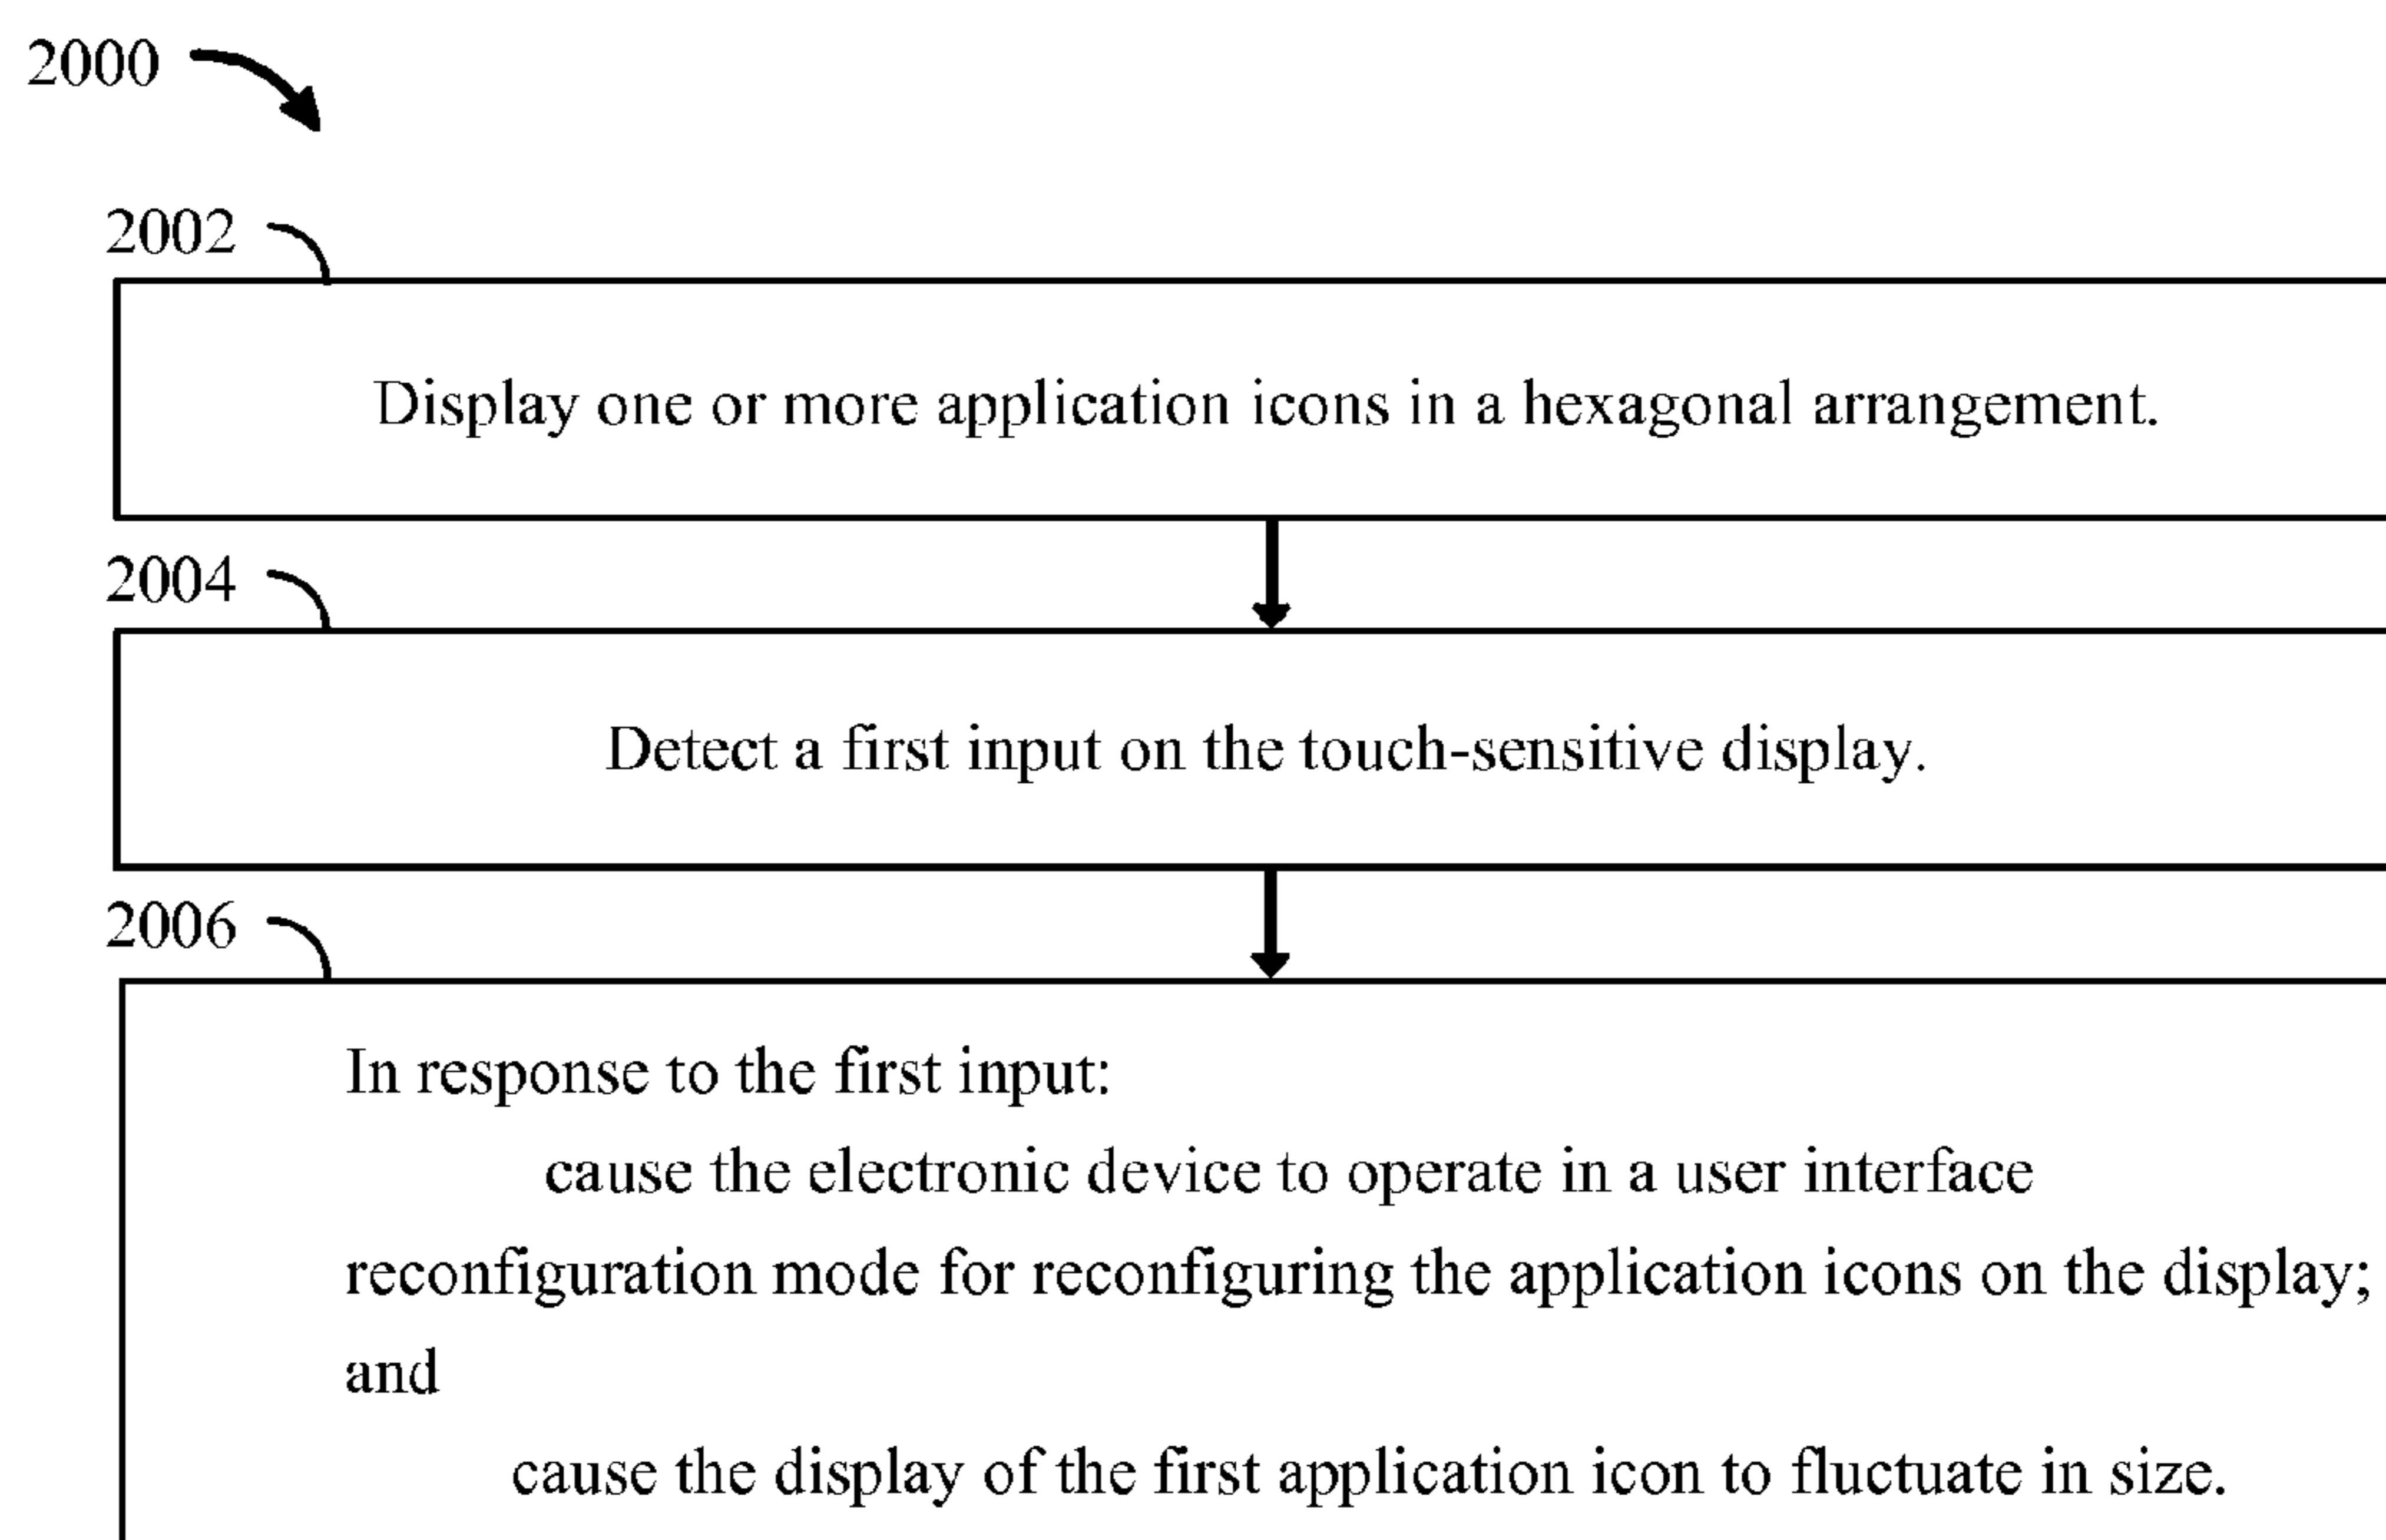 2000
2002
Display one or more application icons in a hexagonal arrangement.
2004
Detect a first input on the touch-sensitive display.
2006
In response to the first input:
cause the electronic device to operate in a user interface
reconfiguration mode for reconfiguring the application icons on the display;
and
cause the display of the first application icon to fluctuate in size.